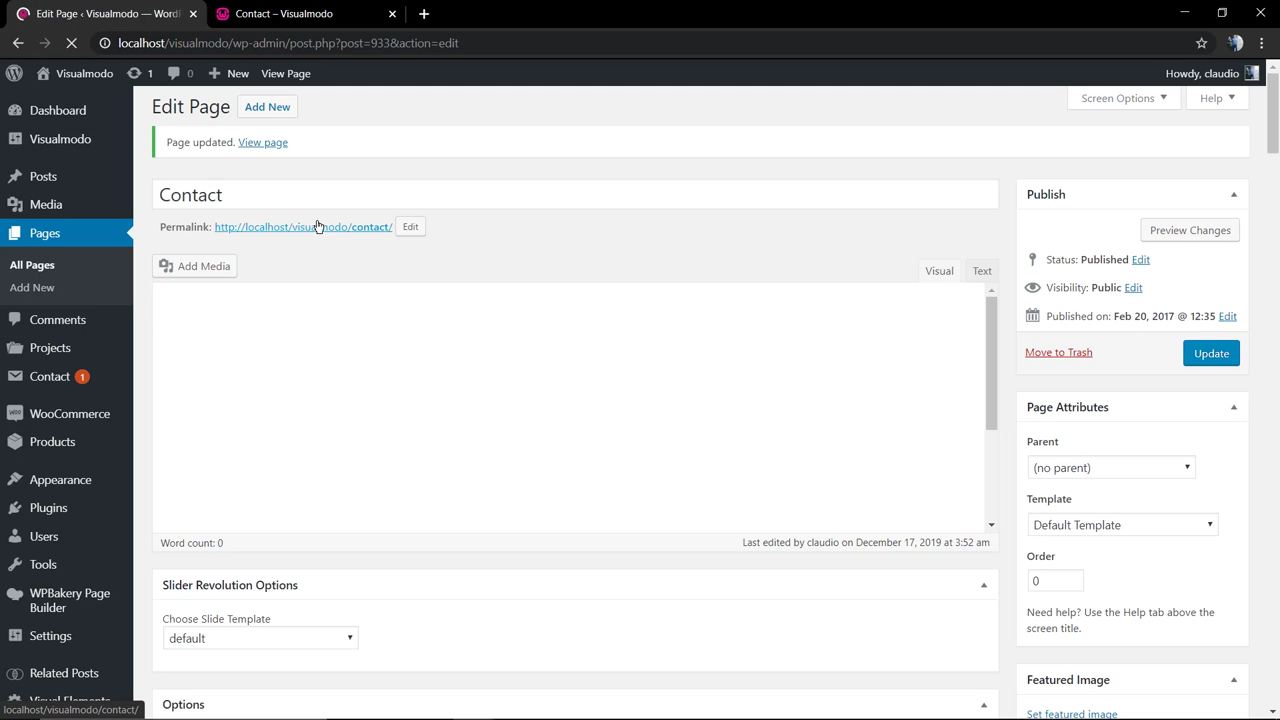 Edit Page ‹ Visualmodo — WordP
Contact – Visualmodo
localhost/visualmodo/wp-admin/post.php?post=933&action=edit
Visualmodo
1
0
New
View Page
Howdy, claudio
Dashboard
Visualmodo
Posts
Media
Pages
All Pages
Add New
Comments
Projects
Contact 1
WooCommerce
Products
Appearance
Plugins
Users
Tools
WPBakery Page
Builder
Settings
Related Posts
Visual Elements
localhost/visualmodo/contact/
Edit Page
Add New
Screen Options
Help
Page updated. View page
Contact
Permalink: http://localhost/visualmodo/contact/ Edit
Add Media
Visual
Text
Word count: 0
Last edited by claudio on December 17, 2019 at 3:52 am
Slider Revolution Options
Choose Slide Template
default
Options
Publish
Preview Changes
Status: Published Edit
Visibility: Public Edit
Published on: Feb 20, 2017 @ 12:35 Edit
Move to Trash
Update
Page Attributes
Parent
(no parent)
Template
Default Template
Order
0
Need help? Use the Help tab above the
screen title.
Featured Image
Set featured image